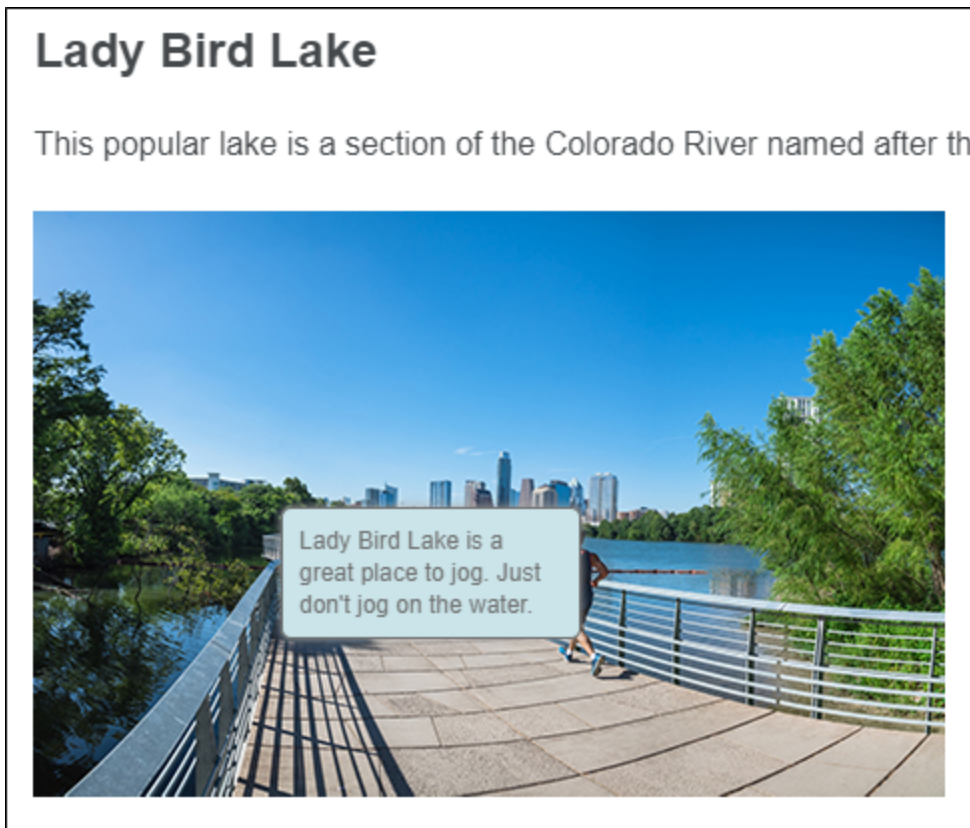 Lady Bird Lake
This popular lake is a section of the Colorado River named after
Lady Bird Lake is a
great place to jog. Just
don't jog on the water.